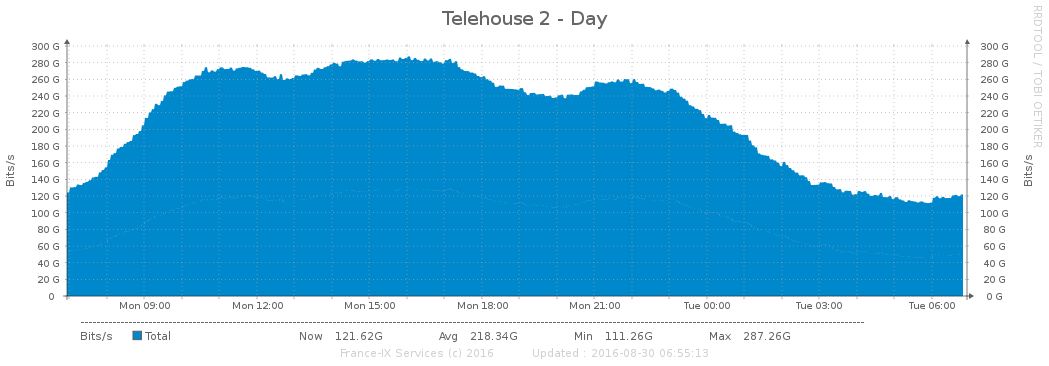 Telehouse 2 - Day
RRDTOOL / TOBI OETIKER
Bits/s
300 G 300 G
280 G 280 G
260 G 260 G
240 G 240 G
220 G 220 G
200 G 200 G
180 G 180 G
160 G 160 G
140 G 140 G
120 G 120 G
100 G 100 G
80 G 80 G
60 G 60 G
40 G 40 G
20 G 20 G
0 0 G
Bits/s
Mon 09:00 Mon 12:00 Mon 15:00 Mon 18:00 Mon 21:00 Tue 00:00 Tue 03:00 Tue 06:00
Bits/s Total Now 121.62G Avg 218.34G Min 111.26G Max 287.26G
France-IX Services (c) 2016 Updated : 2016-08-30 06:55:13